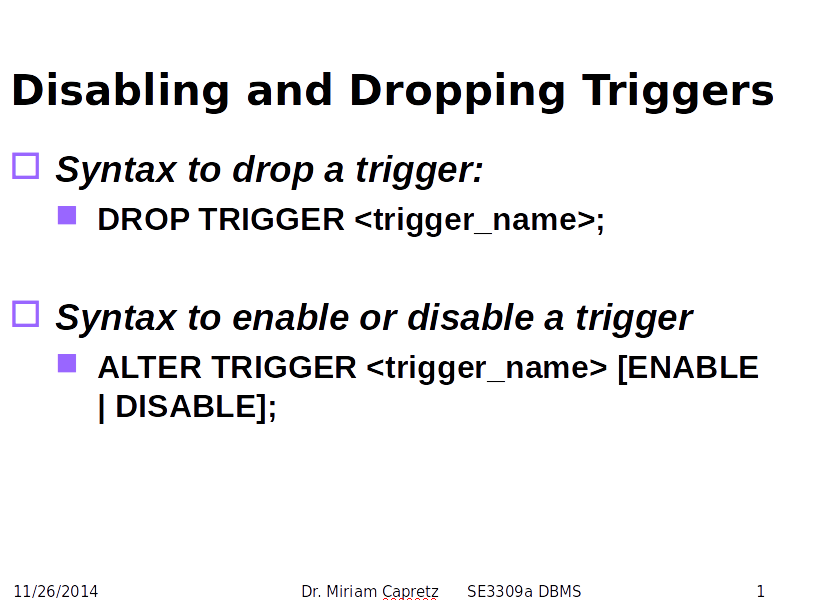 Disabling and Dropping Triggers
Syntax to drop a trigger:
DROP TRIGGER <trigger_name>;
Syntax to enable or disable a trigger
ALTER TRIGGER <trigger_name> [ENABLE
| DISABLE];
11/26/2014 Dr. Miriam Capretz SE3309a DBMS 1